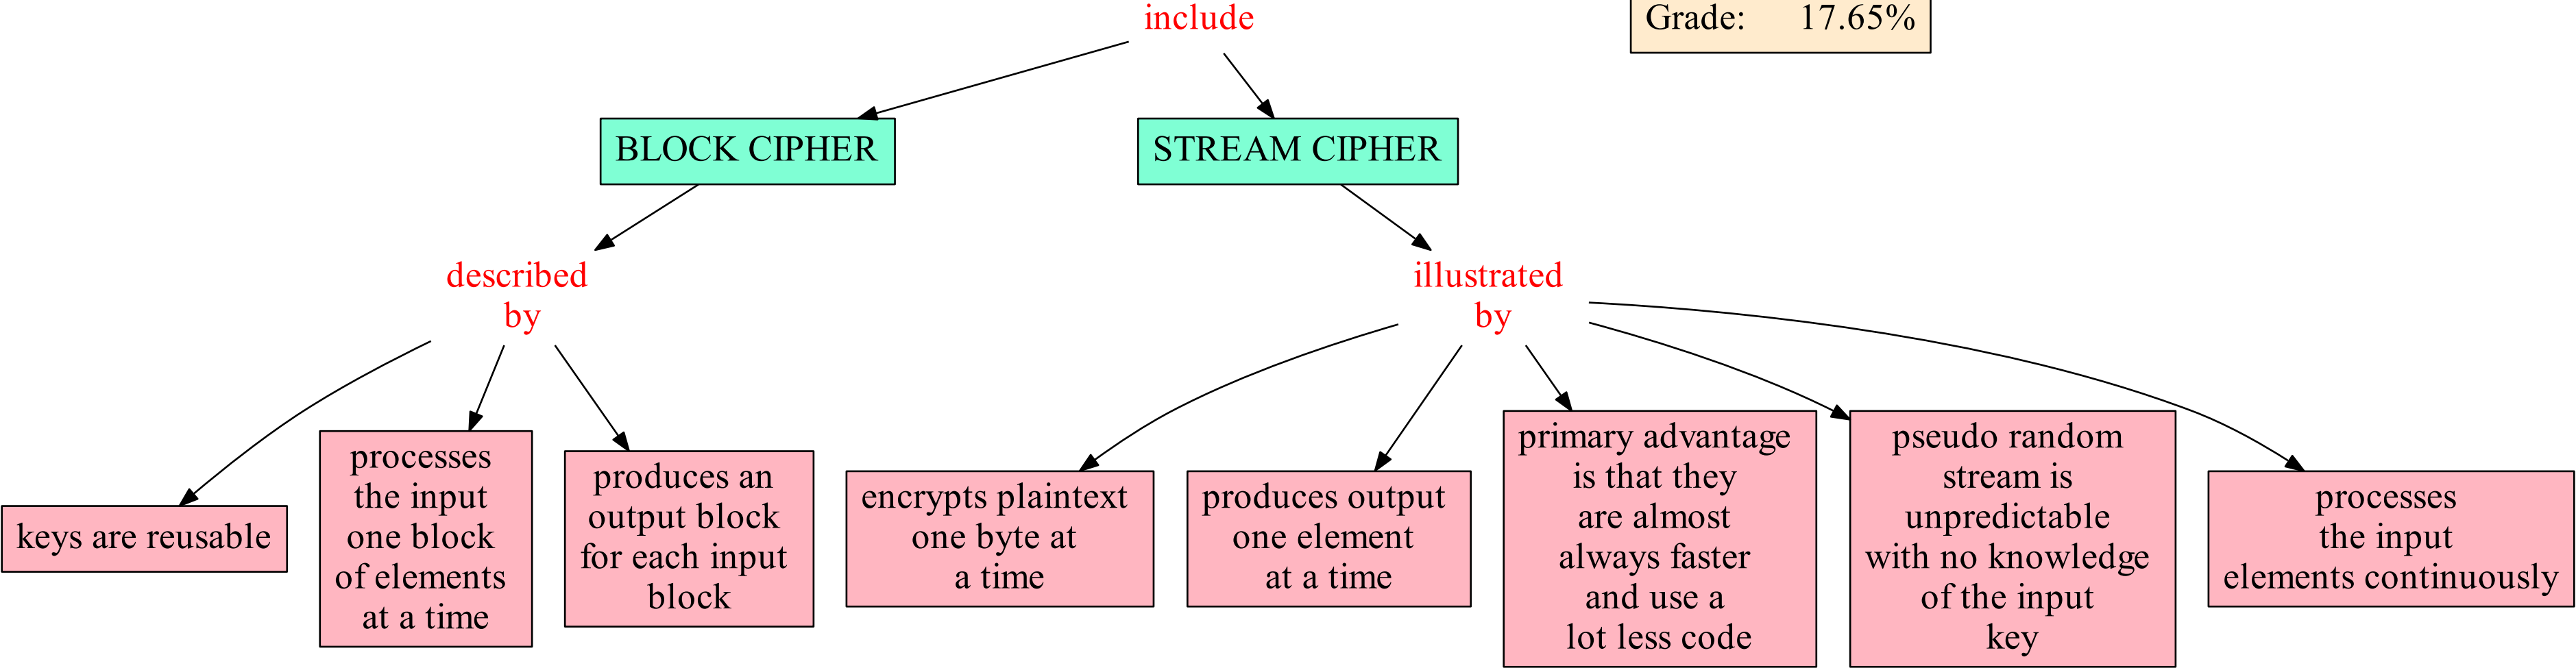 include
Grade: 17.65%
BLOCK CIPHER
STREAM CIPHER
described
by
illustrated
by
keys are reusable
processes
the input
one block
of elements
at a time
produces an
output block
for each input
block
encrypts plaintext
one byte at
a time
produces output
one element
at a time
primary advantage
is that they
are almost
always faster
and use a
lot less code
pseudo random
stream is
unpredictable
with no knowledge
of the input
key
processes
the input
elements continuously